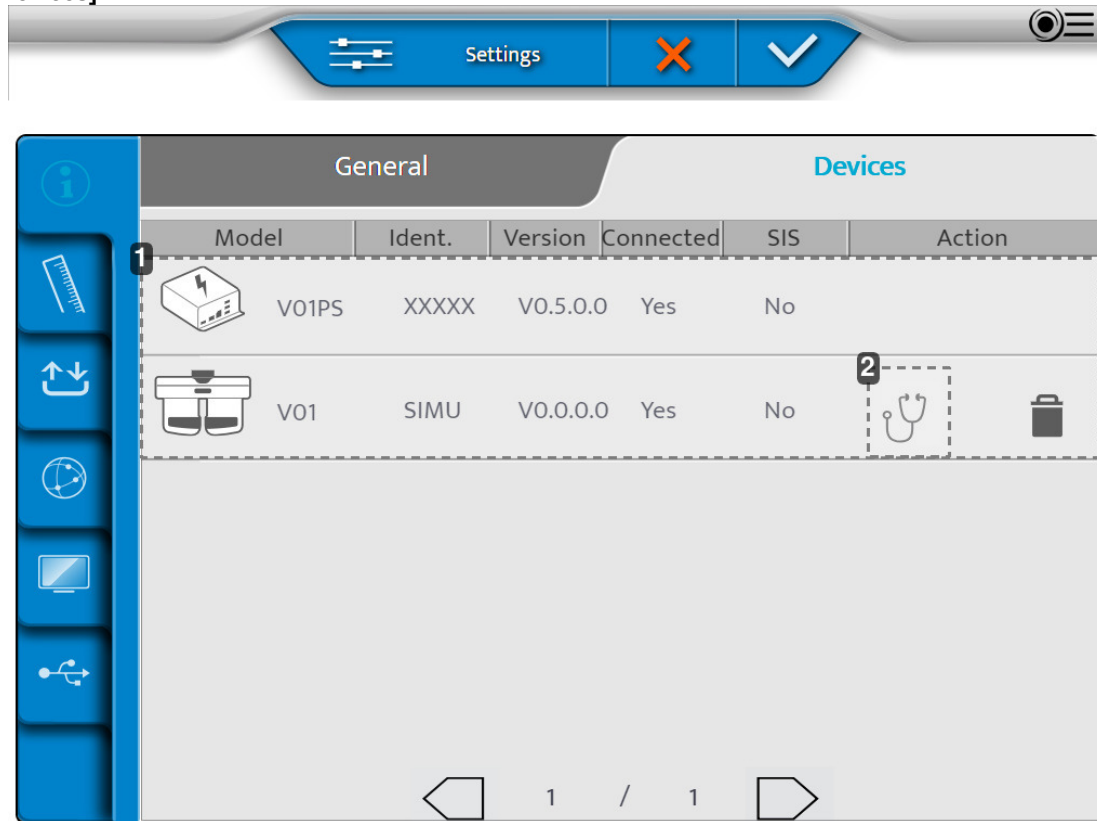 Settings
General Devices
Model Ident. Version Connected SIS Action
1
V01PS XXXXX V0.5.0.0 Yes No
2
V01 SIMU V0.0.0.0 Yes No
1 / 1